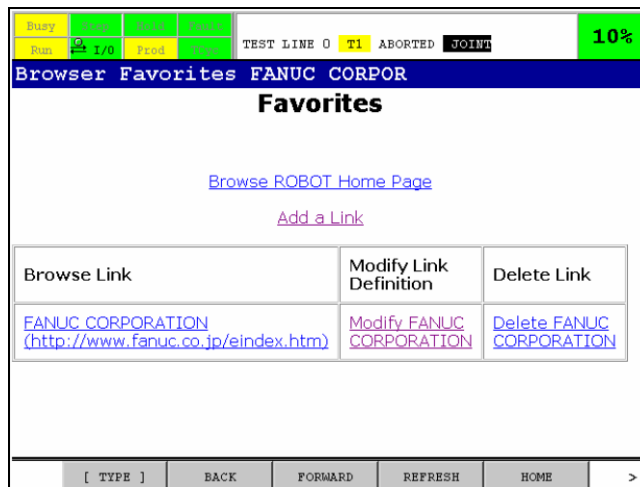 Busy Step Hold Fault
Run I/O Prod TCyc
TEST LINE 0 T1 ABORTED JOINT
10%
Browser Favorites FANUC CORPOR
Favorites
Browse ROBOT Home Page
Add a Link
Browse Link
Modify Link
Definition
Delete Link
FANUC CORPORATION
(http://www.fanuc.co.jp/eindex.htm)
Modify FANUC
CORPORATION
Delete FANUC
CORPORATION
[ TYPE ] BACK FORWARD REFRESH HOME >